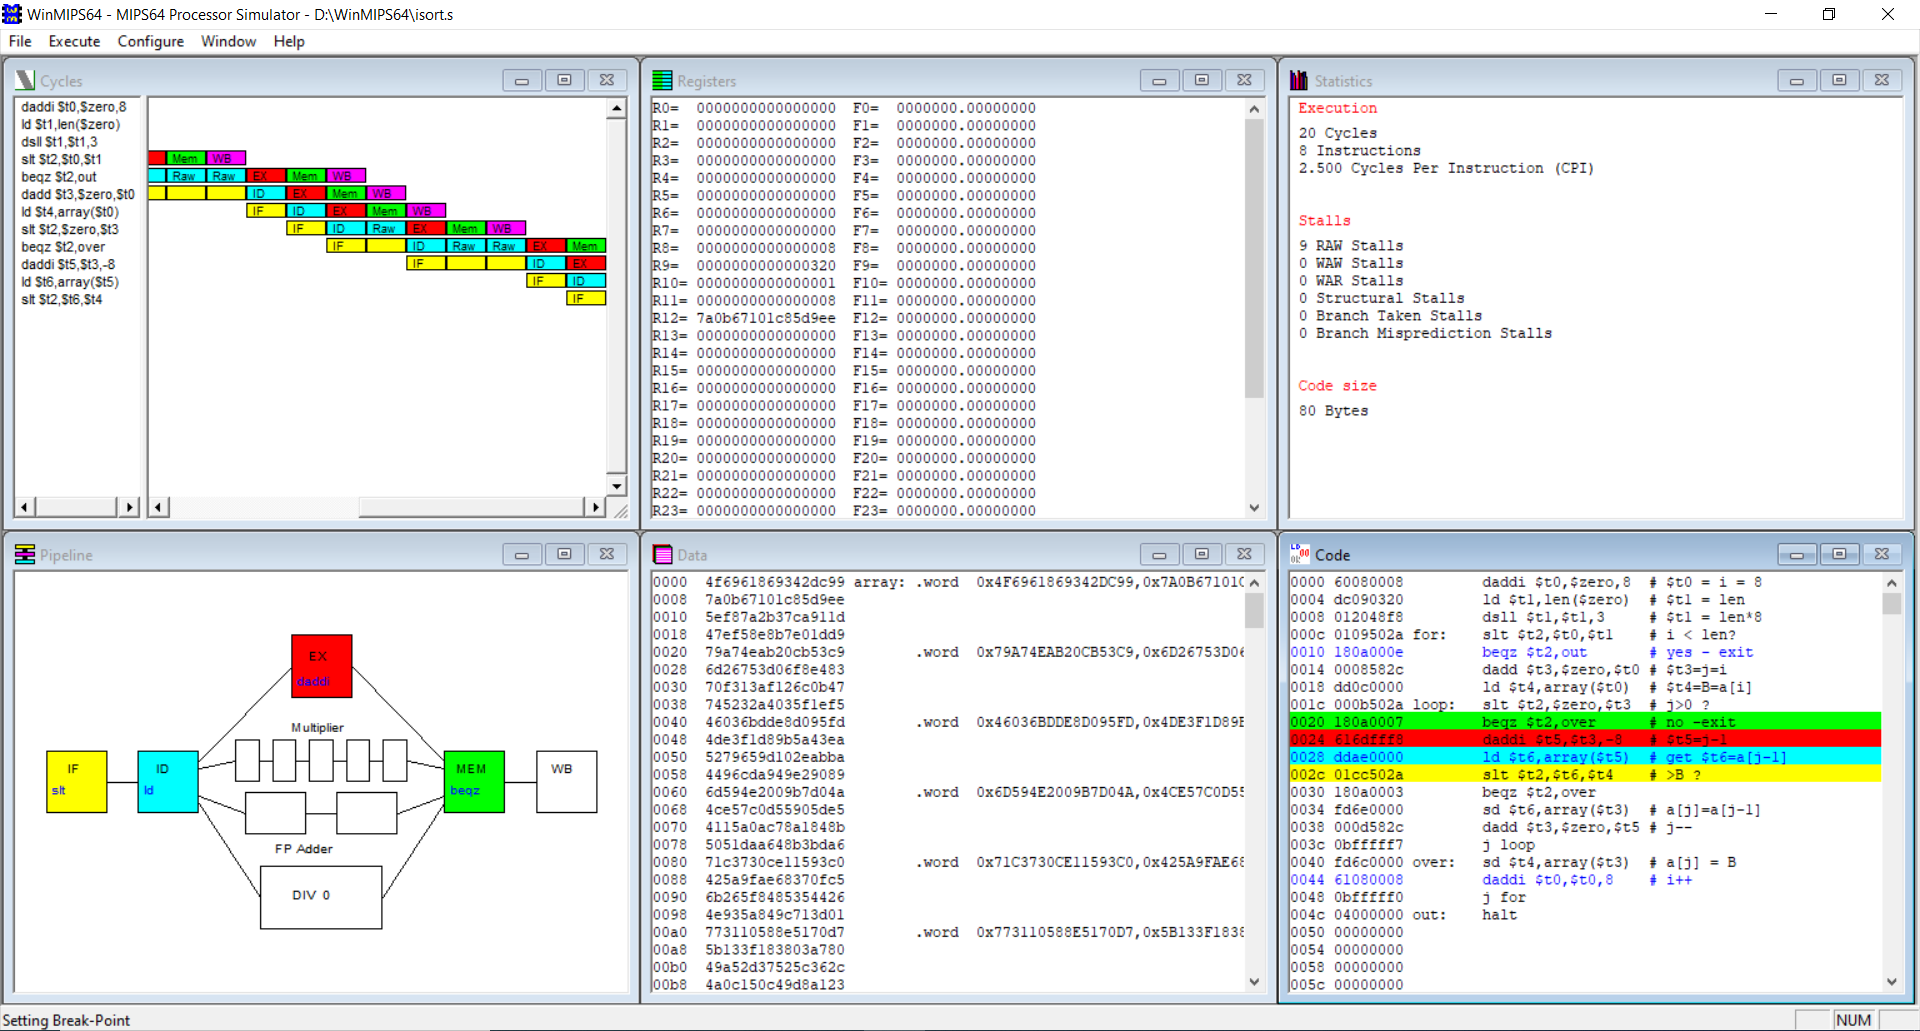 WinMIPS64 - MIPS64 Processor Simulator - D:\WinMIPS64\isort.s
File Execute Configure Window Help
Cycles
daddi $t0,$zero,8
ld $t1,len($zero)
dsll $t1,$t1,3
slt $t2,$t0,$t1
beqz $t2,out
dadd $t3,$zero,$t0
ld $t4,array($t0)
slt $t2,$zero,$t3
beqz $t2,over
daddi $t5,$t3,-8
ld $t6,array($t5)
slt $t2,$t6,$t4
Mem WB
Raw Raw EX Mem WB
ID EX Mem WB
IF ID EX Mem WB
IF ID Raw EX Mem WB
IF ID Raw Raw EX Mem
IF ID EX
IF ID
IF
Registers
R0= 0000000000000000 F0= 0000000.00000000
R1= 0000000000000000 F1= 0000000.00000000
R2= 0000000000000000 F2= 0000000.00000000
R3= 0000000000000000 F3= 0000000.00000000
R4= 0000000000000000 F4= 0000000.00000000
R5= 0000000000000000 F5= 0000000.00000000
R6= 0000000000000000 F6= 0000000.00000000
R7= 0000000000000000 F7= 0000000.00000000
R8= 0000000000000008 F8= 0000000.00000000
R9= 0000000000000320 F9= 0000000.00000000
R10= 0000000000000001 F10= 0000000.00000000
R11= 0000000000000008 F11= 0000000.00000000
R12= 7a0b67101c85d9ee F12= 0000000.00000000
R13= 0000000000000000 F13= 0000000.00000000
R14= 0000000000000000 F14= 0000000.00000000
R15= 0000000000000000 F15= 0000000.00000000
R16= 0000000000000000 F16= 0000000.00000000
R17= 0000000000000000 F17= 0000000.00000000
R18= 0000000000000000 F18= 0000000.00000000
R19= 0000000000000000 F19= 0000000.00000000
R20= 0000000000000000 F20= 0000000.00000000
R21= 0000000000000000 F21= 0000000.00000000
R22= 0000000000000000 F22= 0000000.00000000
R23= 0000000000000000 F23= 0000000.00000000
Statistics
Execution
20 Cycles
8 Instructions
2.500 Cycles Per Instruction (CPI)
Stalls
9 RAW Stalls
0 WAW Stalls
0 WAR Stalls
0 Structural Stalls
0 Branch Taken Stalls
0 Branch Misprediction Stalls
Code size
80 Bytes
Pipeline
EX
daddi
Multiplier
IF
slt
ID
ld
MEM
beqz
WB
FP Adder
DIV 0
Data
0000 4f6961869342dc99 array: .word 0x4F6961869342DC99,0x7A0B67101C
0008 7a0b67101c85d9ee
0010 5ef87a2b37ca911d
0018 47ef58e8b7e01dd9
0020 79a74eab20cb53c9 .word 0x79A74EAB20CB53C9,0x6D26753D06
0028 6d26753d06f8e483
0030 70f313af126c0b47
0038 745232a4035f1ef5
0040 46036bdde8d095fd .word 0x46036BDDE8D095FD,0x4DE3F1D89B
0048 4de3f1d89b5a43ea
0050 5279659d102eabba
0058 4496cda949e29089
0060 6d594e2009b7d04a .word 0x6D594E2009B7D04A,0x4CE57C0D55
0068 4ce57c0d55905de5
0070 4115a0ac78a1848b
0078 5051daa648b3bda6
0080 71c3730ce11593c0 .word 0x71C3730CE11593C0,0x425A9FAE68
0088 425a9fae68370fc5
0090 6b265f8485354426
0098 4e935a849c713d01
00a0 773110588e5170d7 .word 0x773110588E5170D7,0x5B133F1838
00a8 5b133f183803a780
00b0 49a52d37525c362c
00b8 4a0c150c49d8a123
Code
0000 60080008 daddi $t0,$zero,8 # $t0 = i = 8
0004 dc090320 ld $t1,len($zero) # $t1 = len
0008 012048f8 dsll $t1,$t1,3 # $t1 = len*8
000c 0109502a for: slt $t2,$t0,$t1 # i < len?
0010 180a000e beqz $t2,out # yes - exit
0014 0008582c dadd $t3,$zero,$t0 # $t3=j=i
0018 dd0c0000 ld $t4,array($t0) # $t4=B=a[i]
001c 000b502a loop: slt $t2,$zero,$t3 # j>0 ?
0020 180a0007 beqz $t2,over # no -exit
0024 616dfff8 daddi $t5,$t3,-8 # $t5=j-1
0028 ddae0000 ld $t6,array($t5) # get $t6=a[j-1]
002c 01cc502a slt $t2,$t6,$t4 # >B ?
0030 180a0003 beqz $t2,over
0034 fd6e0000 sd $t6,array($t3) # a[j]=a[j-1]
0038 000d582c dadd $t3,$zero,$t5 # j--
003c 0bfffff7 j loop
0040 fd6c0000 over: sd $t4,array($t3) # a[j] = B
0044 61080008 daddi $t0,$t0,8 # i++
0048 0bfffff0 j for
004c 04000000 out: halt
0050 00000000
0054 00000000
0058 00000000
005c 00000000
Setting Break-Point
NUM